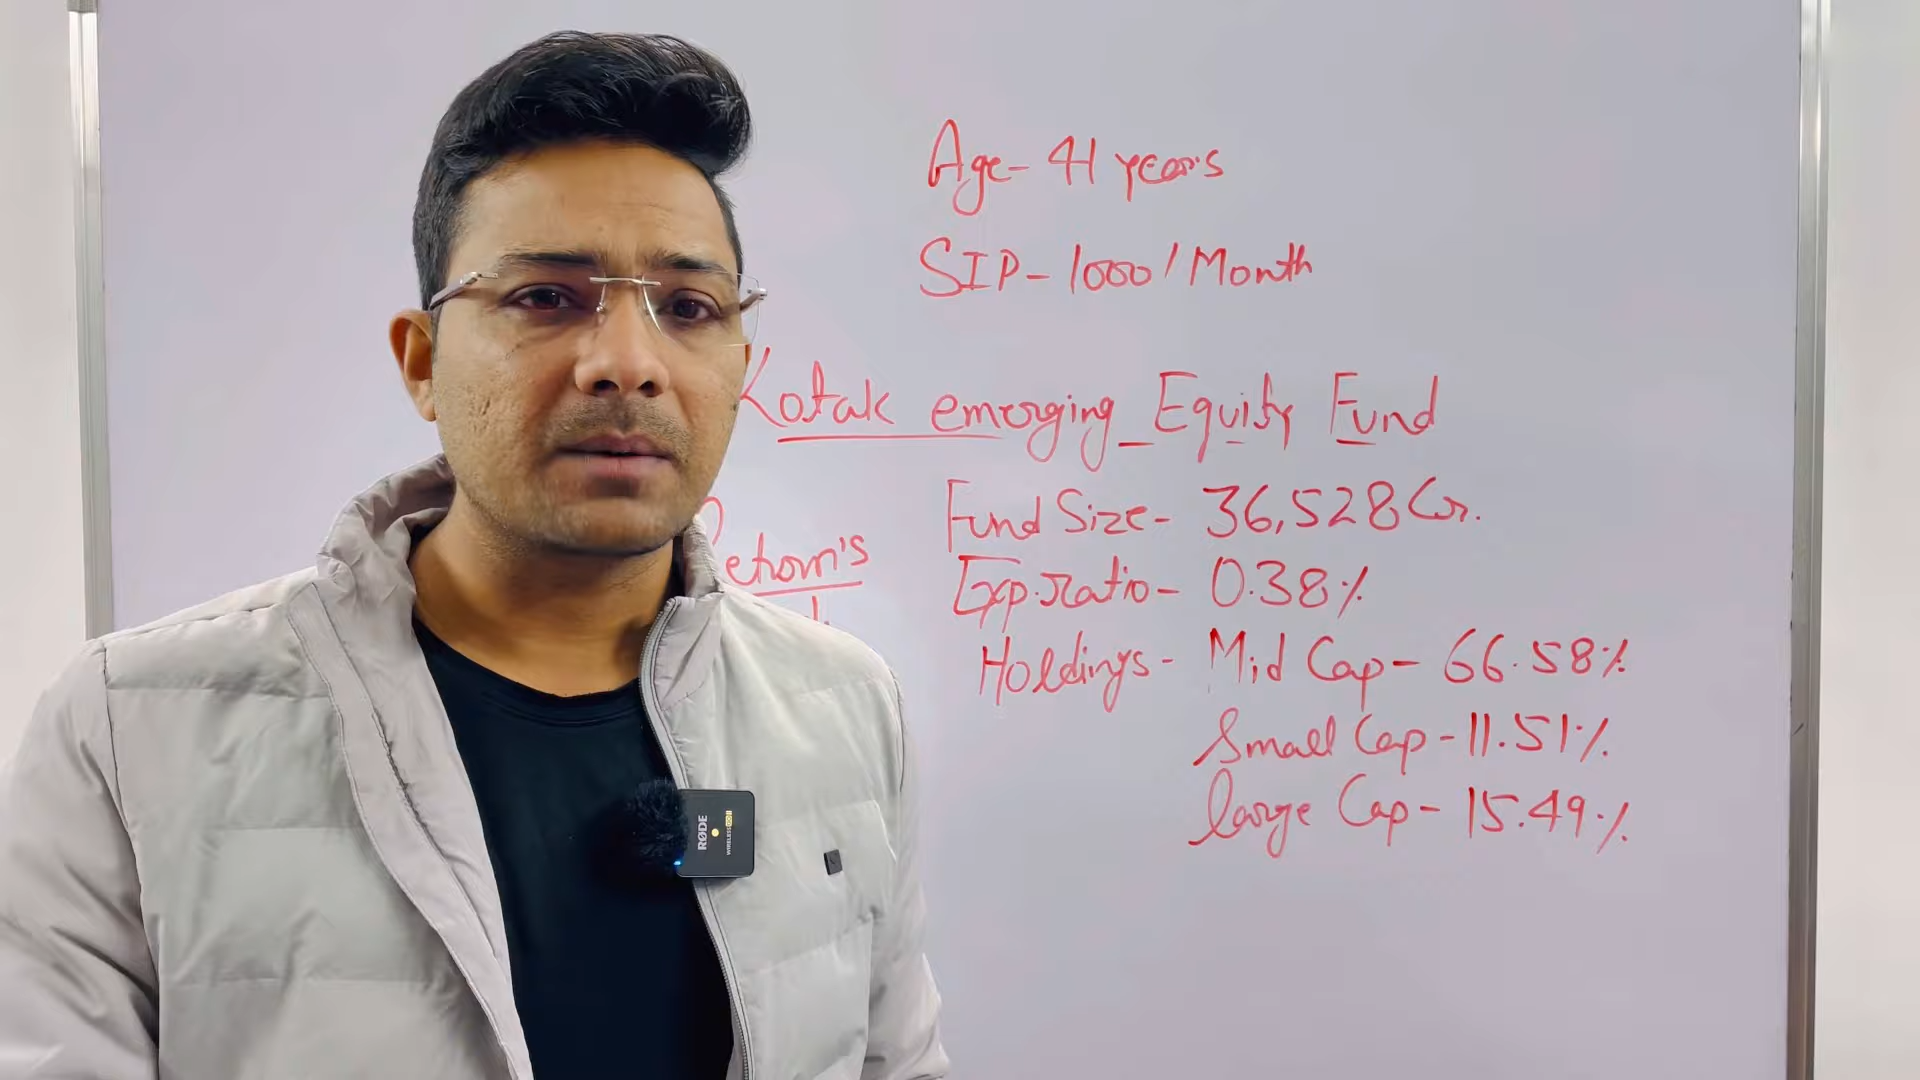 Age- 41 years
SIP- 1000/Month
Kotak emerging Equity Fund
Fund Size- 36,528 Cr.
Exp. ratio- 0.38%
Holdings- Mid Cap- 66.58%
Small Cap- 11.51%
large Cap- 15.49%
RØDE